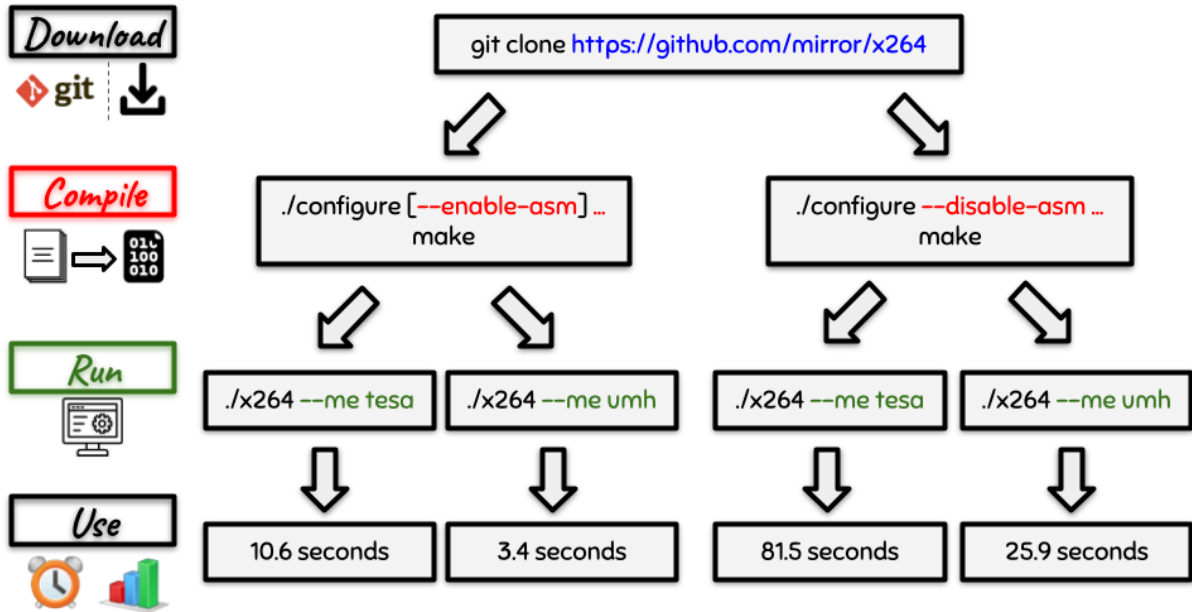 Download
git clone https://github.com/mirror/x264
git
Compile
./configure [--enable-asm] ...
make
./configure --disable-asm ...
make
010
100
010
Run
./x264 --me tesa
./x264 --me umh
./x264 --me tesa
./x264 --me umh
Use
10.6 seconds
3.4 seconds
81.5 seconds
25.9 seconds